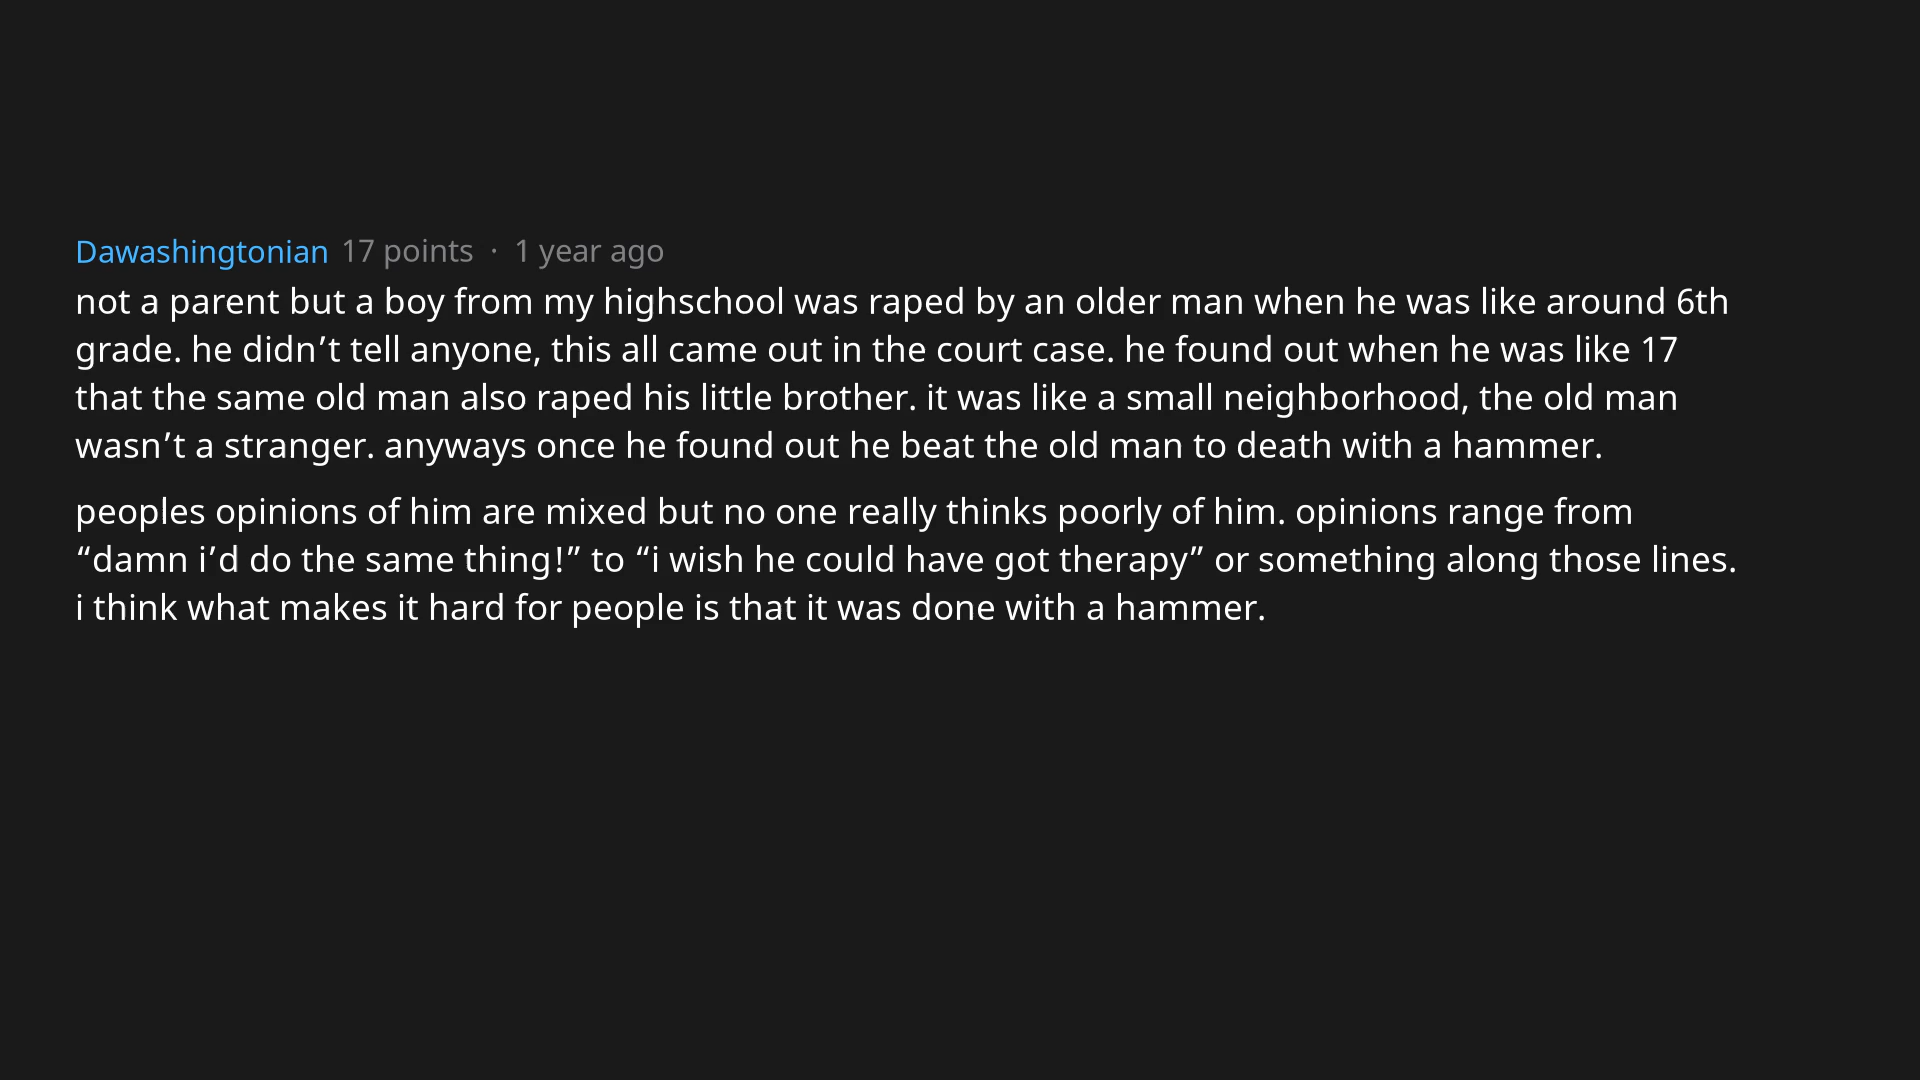 Dawashingtonian 17 points · 1 year ago
not a parent but a boy from my highschool was raped by an older man when he was like around 6th
grade. he didn’t tell anyone, this all came out in the court case. he found out when he was like 17
that the same old man also raped his little brother. it was like a small neighborhood, the old man
wasn’t a stranger. anyways once he found out he beat the old man to death with a hammer.
peoples opinions of him are mixed but no one really thinks poorly of him. opinions range from
“damn i’d do the same thing!” to “i wish he could have got therapy” or something along those lines.
i think what makes it hard for people is that it was done with a hammer.